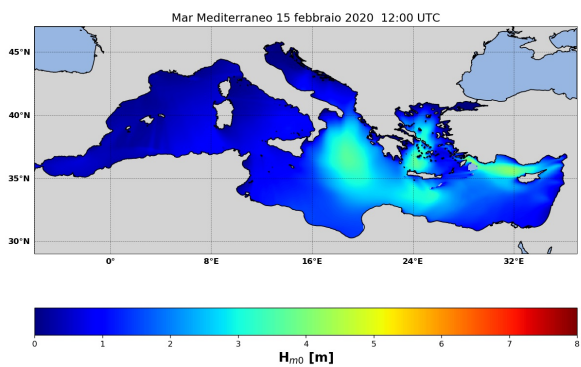 Mar Mediterraneo 15 febbraio 2020 12:00 UTC
45°N
40°N
35°N
30°N
0° 8°E 16°E 24°E 32°E
0 1 2 3 4 5 6 7 8
Hm0 [m]